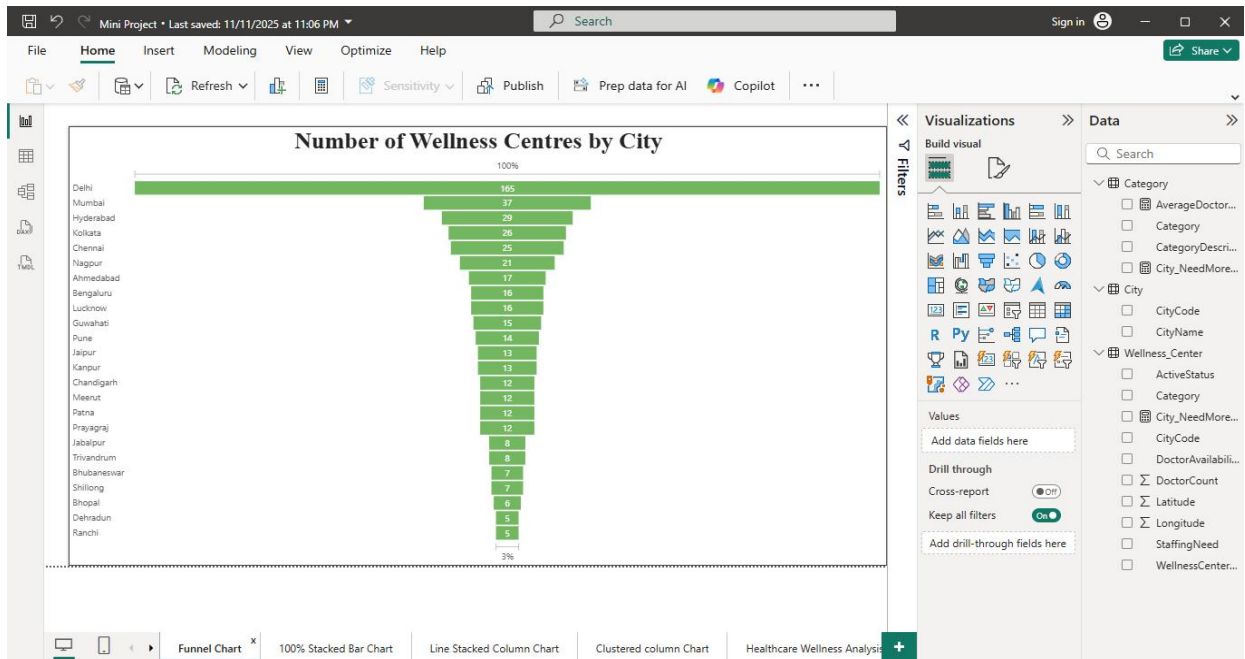 Mini Project • Last saved: 11/11/2025 at 11:06 PM
Search
Sign in
File Home Insert Modeling View Optimize Help
Share
Refresh
Sensitivity
Publish
Prep data for AI
Copilot
Number of Wellness Centres by City
100%
Delhi 165
Mumbai 37
Hyderabad 29
Kolkata 26
Chennai 25
Nagpur 21
Ahmedabad 17
Bengaluru 16
Lucknow 16
Guwahati 15
Pune 14
Jaipur 13
Kanpur 13
Chandigarh 12
Meerut 12
Patna 12
Prayagraj 12
Jabalpur 8
Trivandrum 8
Bhubaneswar 7
Shillong 7
Bhopal 6
Dehradun 5
Ranchi 5
3%
Filters
Visualizations
Build visual
123
R Py
Values
Add data fields here
Drill through
Cross-report Off
Keep all filters On
Add drill-through fields here
Data
Search
Category
AverageDoctor...
Category
CategoryDescri...
City_NeedMore...
City
CityCode
CityName
Wellness_Center
ActiveStatus
Category
City_NeedMore...
CityCode
DoctorAvailabili...
DoctorCount
Latitude
Longitude
StaffingNeed
WellnessCenter...
DAX
TMDL
Funnel Chart x 100% Stacked Bar Chart Line Stacked Column Chart Clustered column Chart Healthcare Wellness Analysis